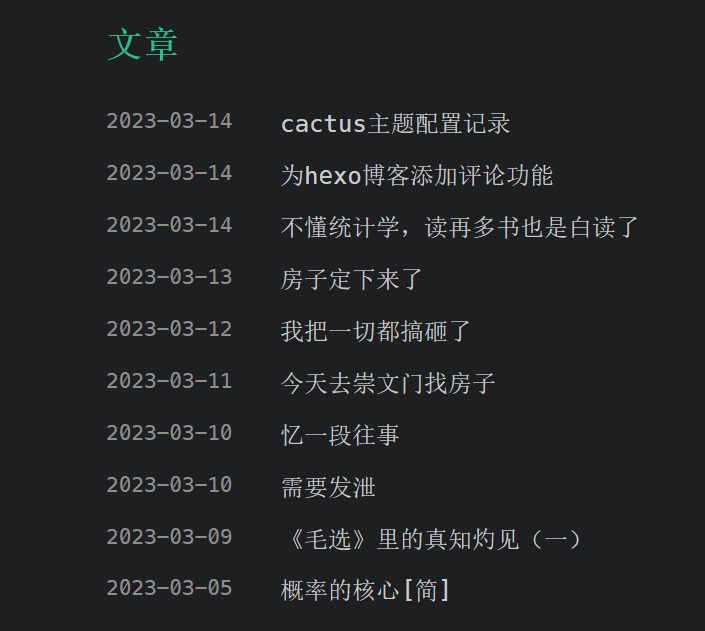 文章
2023-03-14 cactus主题配置记录
2023-03-14 为hexo博客添加评论功能
2023-03-14 不懂统计学，读再多书也是白读了
2023-03-13 房子定下来了
2023-03-12 我把一切都搞砸了
2023-03-11 今天去崇文门找房子
2023-03-10 忆一段往事
2023-03-10 需要发泄
2023-03-09 《毛选》里的真知灼见（一）
2023-03-05 概率的核心[简]